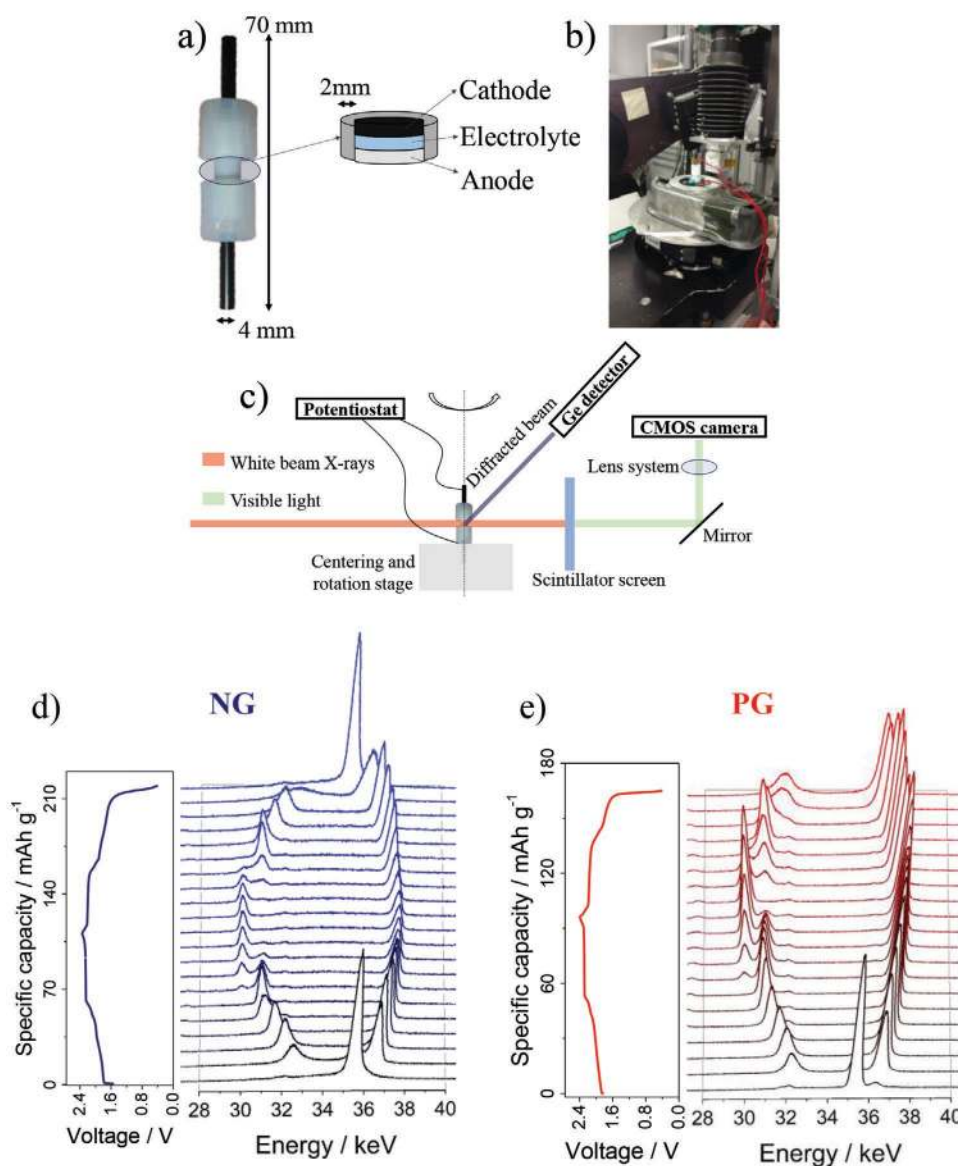 a)
70 mm
2mm
Cathode
Electrolyte
Anode
4 mm
b)
c)
Potentiostat
Diffracted beam
Ge detector
CMOS camera
White beam X-rays
Lens system
Visible light
Mirror
Centering and
rotation stage
Scintillator screen
d)
NG
Specific capacity / mAh g⁻¹
210
140
70
0
2.4 1.6 0.8 0.0
Voltage / V
28 30 32 34 36 38 40
Energy / keV
e)
PG
Specific capacity / mAh g⁻¹
180
120
60
0
2.4 1.6 0.8 0.0
Voltage / V
28 30 32 34 36 38 40
Energy / keV